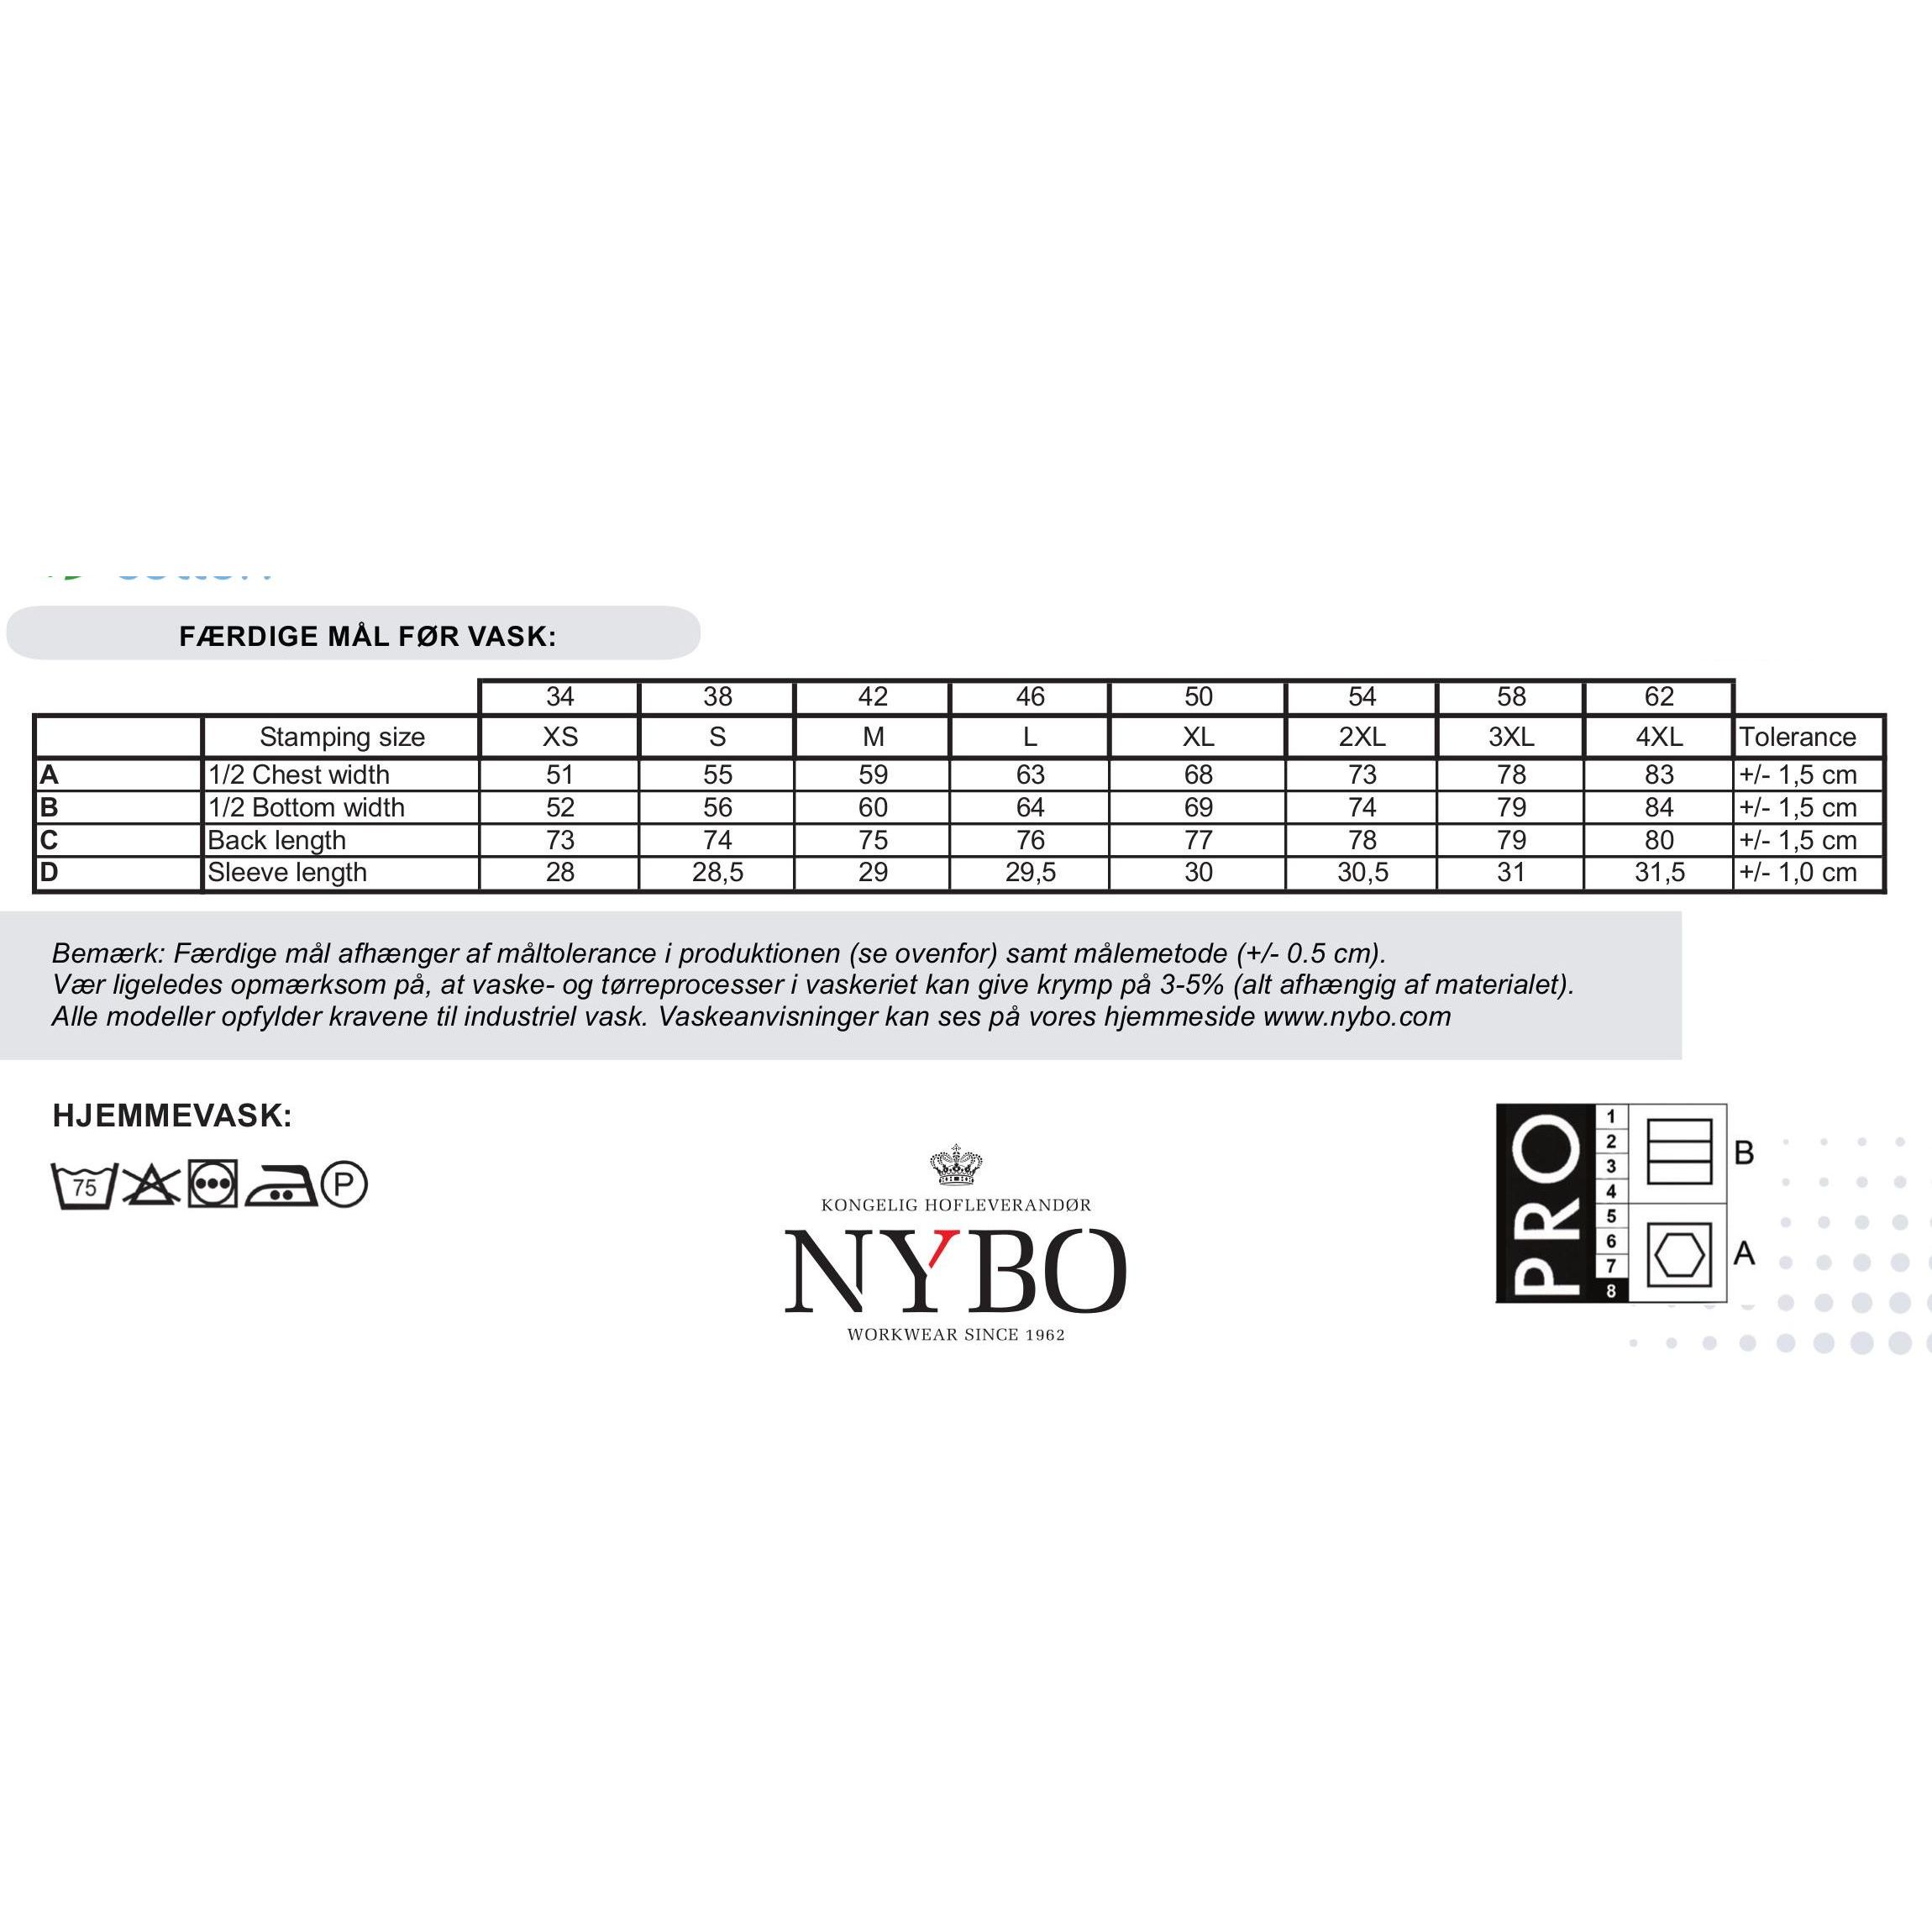 FÆRDIGE MÅL FØR VASK:
34 38 42 46 50 54 58 62
Stamping size XS S M L XL 2XL 3XL 4XL Tolerance
A 1/2 Chest width 51 55 59 63 68 73 78 83 +/- 1,5 cm
B 1/2 Bottom width 52 56 60 64 69 74 79 84 +/- 1,5 cm
C Back length 73 74 75 76 77 78 79 80 +/- 1,5 cm
D Sleeve length 28 28,5 29 29,5 30 30,5 31 31,5 +/- 1,0 cm
Bemærk: Færdige mål afhænger af måltolerance i produktionen (se ovenfor) samt målemetode (+/- 0.5 cm).
Vær ligeledes opmærksom på, at vaske- og tørreprocesser i vaskeriet kan give krymp på 3-5% (alt afhængig af materialet).
Alle modeller opfylder kravene til industriel vask. Vaskeanvisninger kan ses på vores hjemmeside www.nybo.com
HJEMMEVASK:
75 P
KONGELIG HOFLEVERANDØR
NYBO
WORKWEAR SINCE 1962
PRO
1
2
3
4
5
6
7
8
B
A